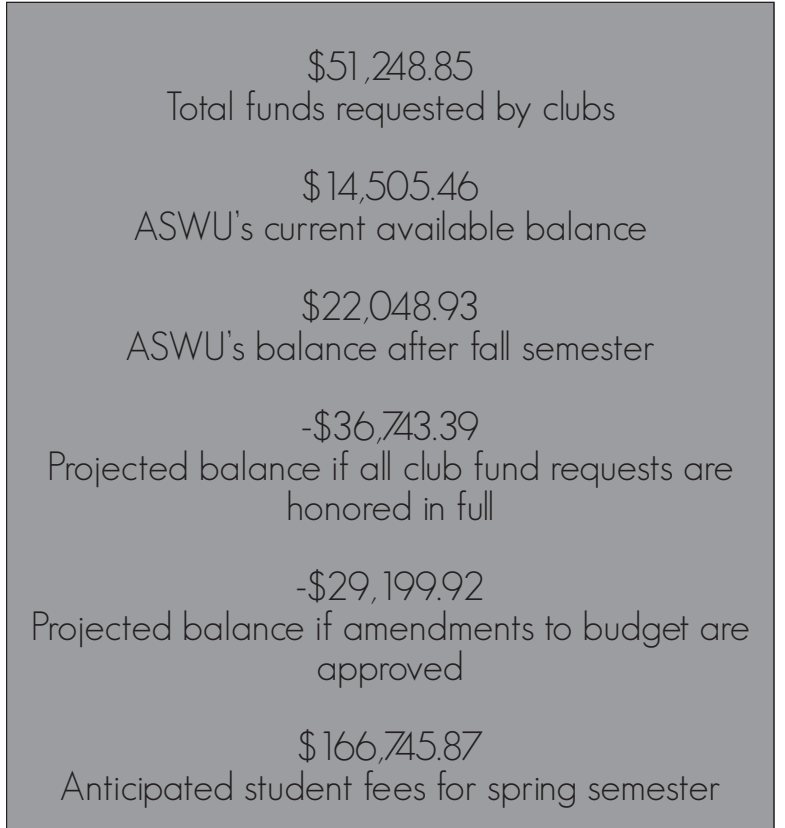 $51,248.85
Total funds requested by clubs
$14,505.46
ASWU's current available balance
$22,048.93
ASWU's balance after fall semester
-$36,743.39
Projected balance if all club fund requests are
honored in full
-$29,199.92
Projected balance if amendments to budget are
approved
$166,745.87
Anticipated student fees for spring semester